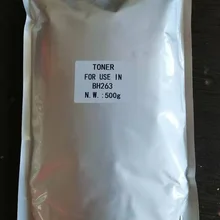 TONER
FOR USE IN
BH263
N.W.:500g